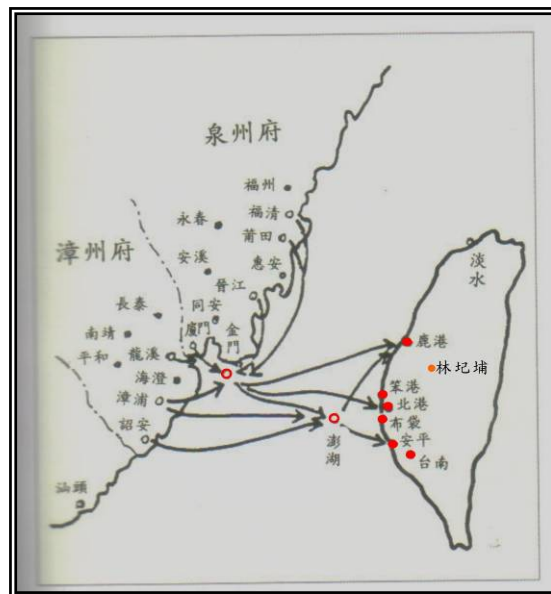 泉州府
福州
福清
永春
莆田
漳州府
安溪
惠安
晉江
長泰
同安
廈門
金門
南靖
平和
龍溪
海澄
漳浦
詔安
汕頭
澎湖
淡水
鹿港
林圮埔
笨港
北港
布袋
安平
台南